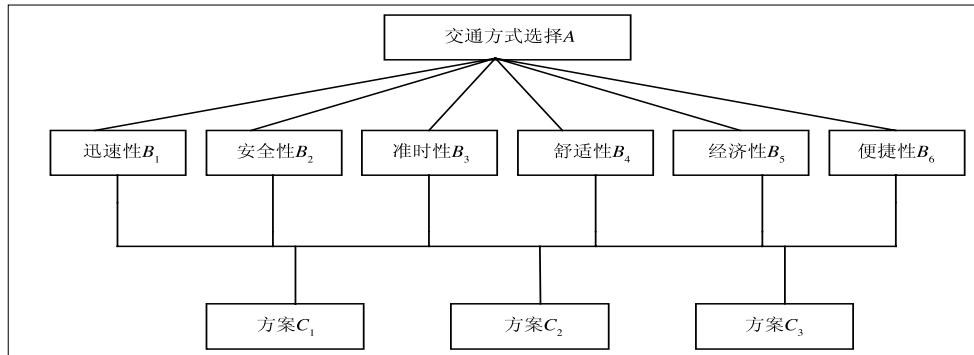 交通方式选择A
迅速性B₁
安全性B₂
准时性B₃
舒适性B₄
经济性B₅
便捷性B₆
方案C₁
方案C₂
方案C₃